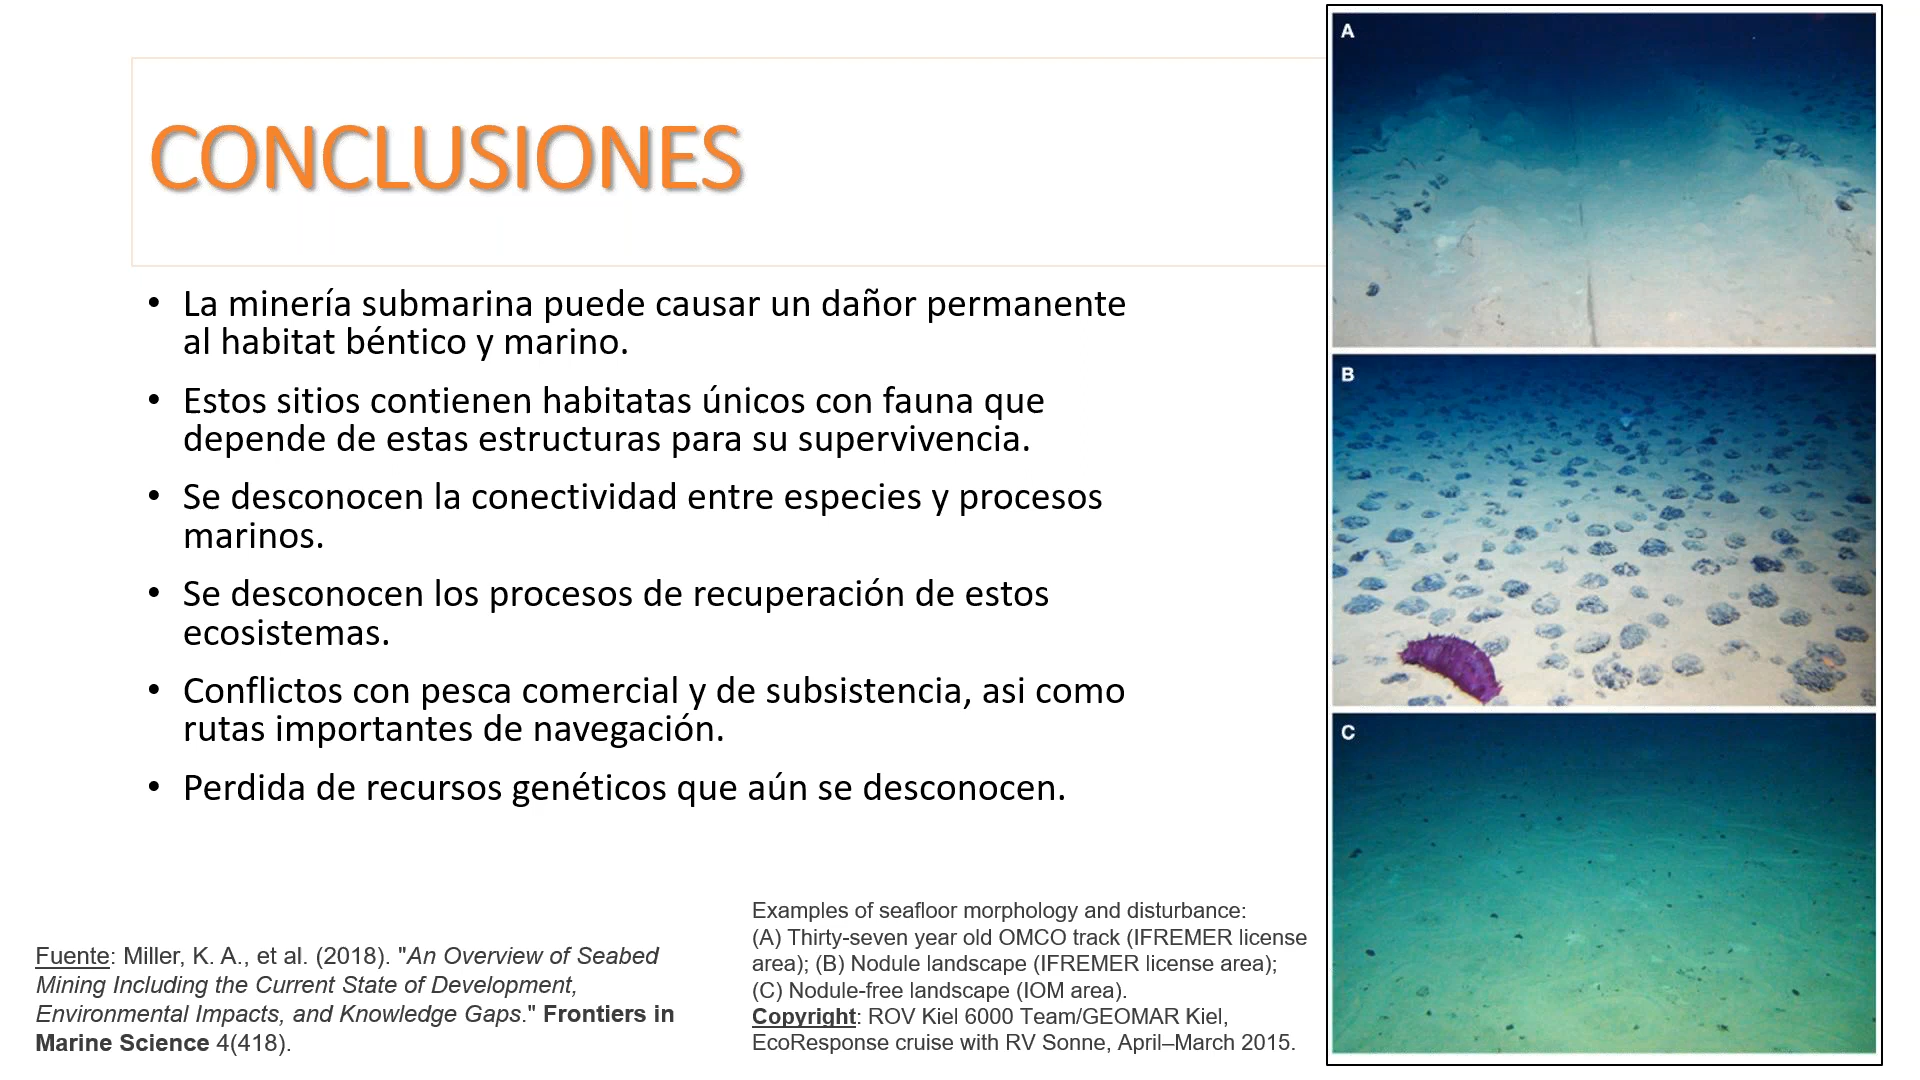 CONCLUSIONES
• La minería submarina puede causar un dañor permanente
al habitat béntico y marino.
• Estos sitios contienen habitatas únicos con fauna que
depende de estas estructuras para su supervivencia.
• Se desconocen la conectividad entre especies y procesos
marinos.
• Se desconocen los procesos de recuperación de estos
ecosistemas.
• Conflictos con pesca comercial y de subsistencia, asi como
rutas importantes de navegación.
• Perdida de recursos genéticos que aún se desconocen.
Fuente: Miller, K. A., et al. (2018). "An Overview of Seabed
Mining Including the Current State of Development,
Environmental Impacts, and Knowledge Gaps." Frontiers in
Marine Science 4(418).
Examples of seafloor morphology and disturbance:
(A) Thirty-seven year old OMCO track (IFREMER license
area); (B) Nodule landscape (IFREMER license area);
(C) Nodule-free landscape (IOM area).
Copyright: ROV Kiel 6000 Team/GEOMAR Kiel,
EcoResponse cruise with RV Sonne, April–March 2015.
A
B
C